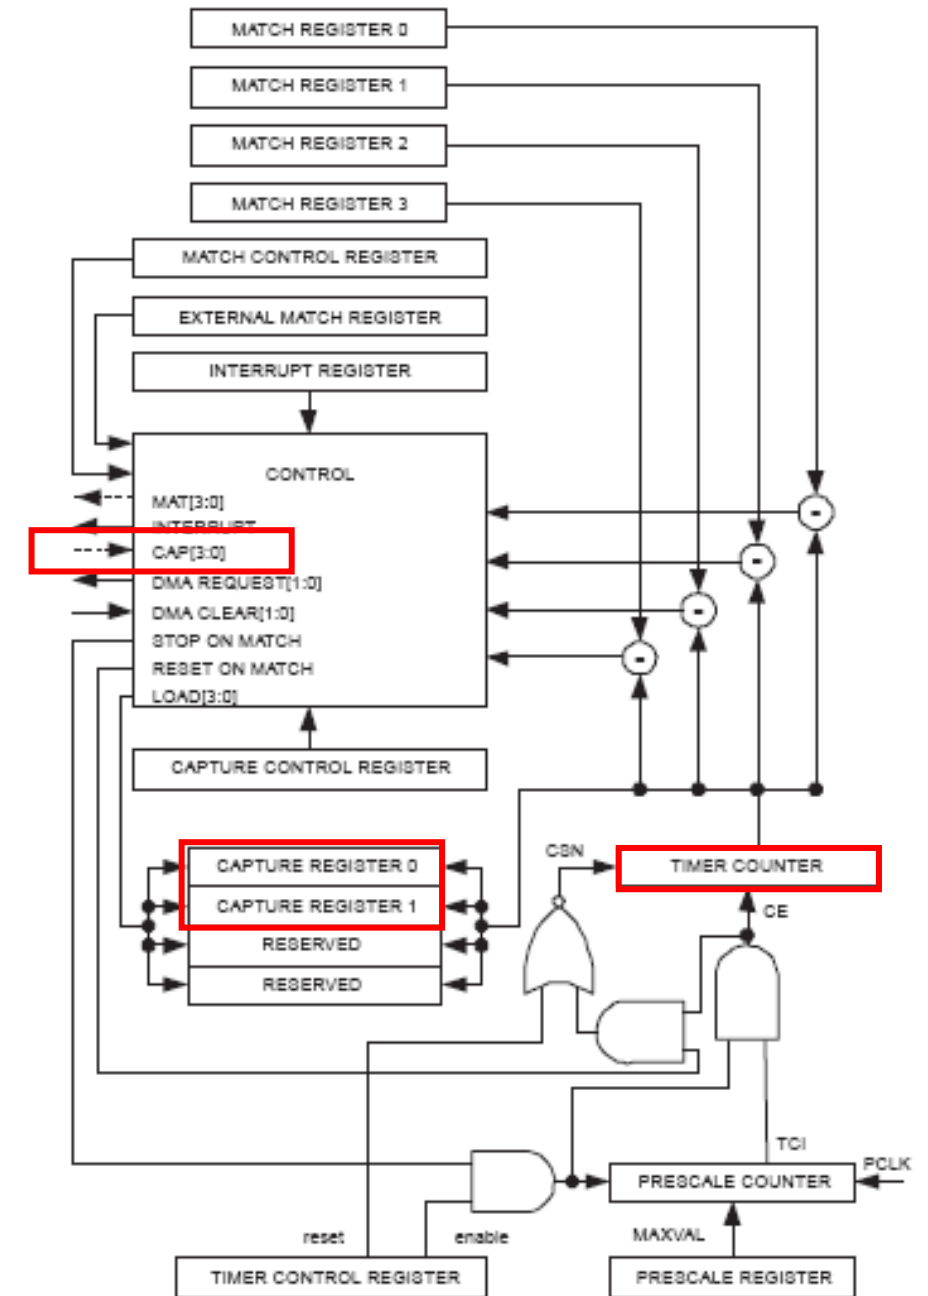 MATCH REGISTER 0
MATCH REGISTER 1
MATCH REGISTER 2
MATCH REGISTER 3
MATCH CONTROL REGISTER
EXTERNAL MATCH REGISTER
INTERRUPT REGISTER
CONTROL
MAT[3:0]
INTERRUPT
CAP[3:0]
DMA REQUEST[1:0]
DMA CLEAR[1:0]
STOP ON MATCH
RESET ON MATCH
LOAD[3:0]
-
-
-
-
CAPTURE CONTROL REGISTER
CSN
CAPTURE REGISTER 0
TIMER COUNTER
CAPTURE REGISTER 1
CE
RESERVED
RESERVED
TCI
PCLK
PRESCALE COUNTER
reset
enable
MAXVAL
TIMER CONTROL REGISTER
PRESCALE REGISTER